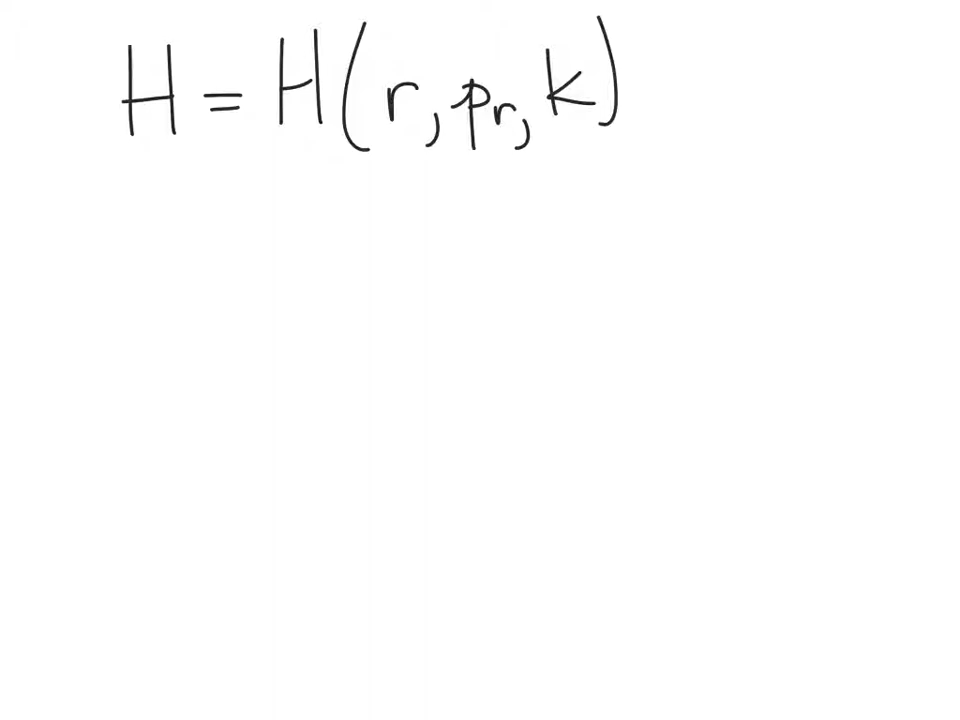 H = H(r, pr, k)